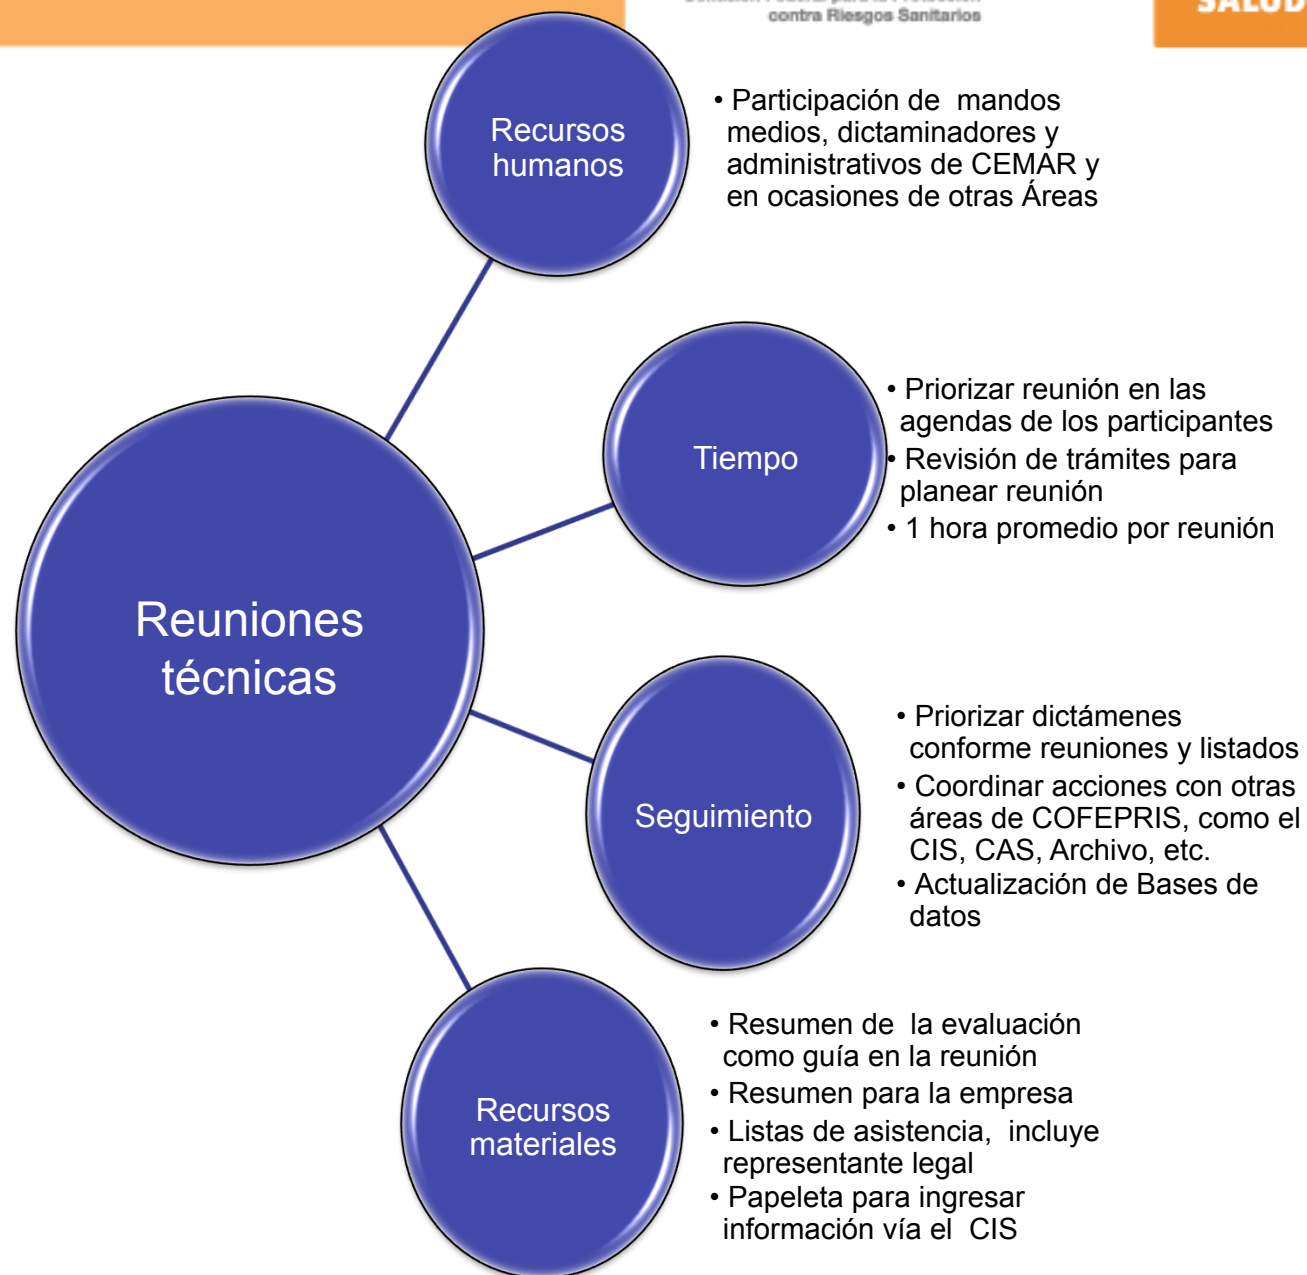 contra Riesgos Sanitarios
SALUD
Recursos
humanos
• Participación de mandos
medios, dictaminadores y
administrativos de CEMAR y
en ocasiones de otras Áreas
Tiempo
• Priorizar reunión en las
agendas de los participantes
• Revisión de trámites para
planear reunión
• 1 hora promedio por reunión
Reuniones
técnicas
Seguimiento
• Priorizar dictámenes
conforme reuniones y listados
• Coordinar acciones con otras
áreas de COFEPRIS, como el
CIS, CAS, Archivo, etc.
• Actualización de Bases de
datos
Recursos
materiales
• Resumen de la evaluación
como guía en la reunión
• Resumen para la empresa
• Listas de asistencia, incluye
representante legal
• Papeleta para ingresar
información vía el CIS